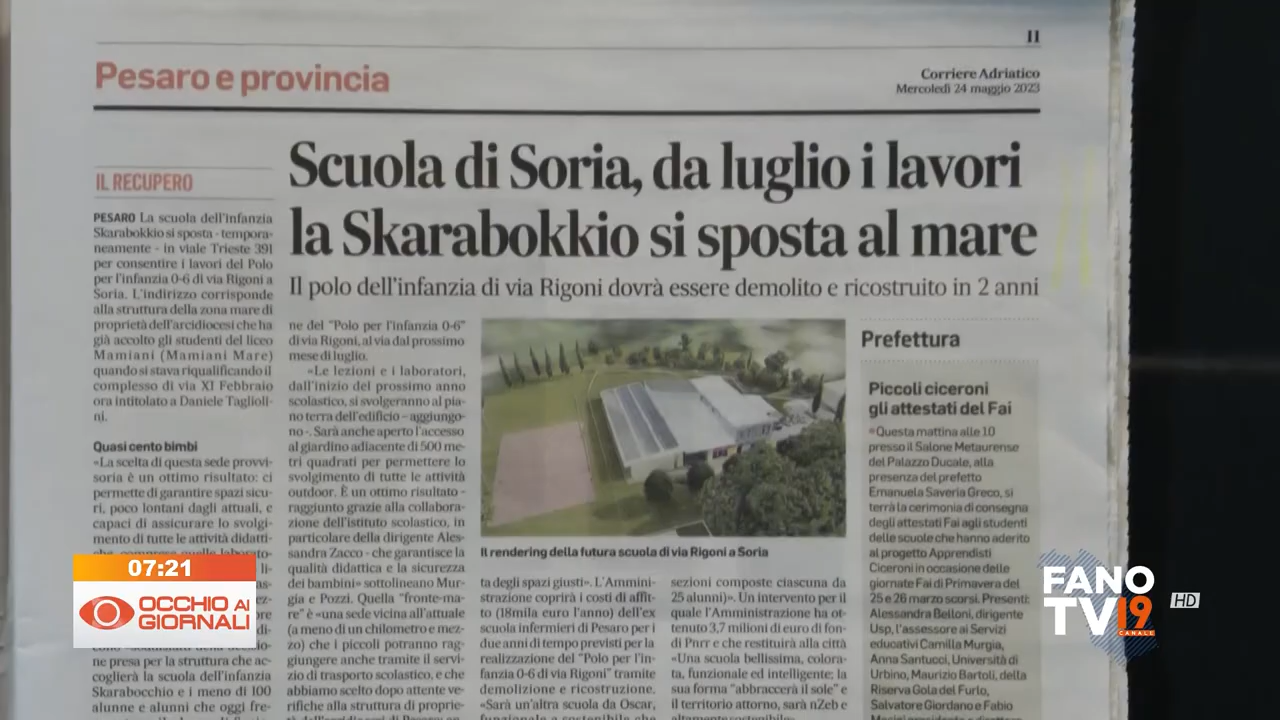 11
Pesaro e provincia
Corriere Adriatico
Mercoledì 24 maggio 2023
Scuola di Soria, da luglio i lavori
la Skarabokkio si sposta al mare
Il polo dell'infanzia di via Rigoni dovrà essere demolito e ricostruito in 2 anni
IL RECUPERO
PESARO La scuola dell'infanzia
Skarabokkio si sposta - tempora-
neamente - in viale Trieste 391
per consentire i lavori del Polo
per l'infanzia 0-6 di via Rigoni a
Soria. L'indirizzo corrisponde
alla struttura della zona mare di
proprietà dell'arcidiocesi che ha
già accolto gli studenti del liceo
Mamiani (Mamiani Mare)
quando si stava riqualificando il
complesso di via XI Febbraio
ora intitolato a Daniele Taglioli-
ni.
Quasi cento bimbi
«La scelta di questa sede provvi-
soria è un ottimo risultato: ci
permette di garantire spazi sicu-
ri, poco lontani dagli attuali, e
capaci di assicurare lo svolgi-
mento di tutte le attività didatti-
che, comprese quelle laborato-
ne presa per la struttura che ac-
coglierà la scuola dell'infanzia
Skarabocchio e i meno di 100
alunne e alunni che oggi fre-
ne del "Polo per l'infanzia 0-6"
di via Rigoni, al via dal prossimo
mese di luglio.
«Le lezioni e i laboratori,
dall'inizio del prossimo anno
scolastico, si svolgeranno al pia-
no terra dell'edificio - aggiungo-
no-. Sarà anche aperto l'accesso
al giardino adiacente di 500 me-
tri quadrati per permettere lo
svolgimento di tutte le attività
outdoor. È un ottimo risultato -
raggiunto grazie alla collabora-
zione dell'istituto scolastico, in
particolare della dirigente Ales-
sandra Zacco - che garantisce la
qualità didattica e la sicurezza
dei bambini» sottolineano Mur-
gia e Pozzi. Quella "fronte-ma-
re" è «una sede vicina all'attuale
(a meno di un chilometro e mez-
zo) che i piccoli potranno rag-
giungere anche tramite il servi-
zio di trasporto scolastico, e che
abbiamo scelto dopo attente ve-
rifiche alla struttura di proprie-
Il rendering della futura scuola di via Rigoni a Soria
ta degli spazi giusti». L'Ammini-
strazione coprirà i costi di affit-
to (18mila euro l'anno) dell'ex
scuola infermieri di Pesaro per i
due anni di tempo previsti per la
realizzazione del "Polo per l'in-
fanzia 0-6 di via Rigoni" tramite
demolizione e ricostruzione.
«Sarà un'altra scuola da Oscar,
sezioni composte ciascuna da
25 alunni)». Un intervento per il
quale l'Amministrazione ha ot-
tenuto 3,7 milioni di euro di fon-
di Pnrr e che restituirà alla città
«Una scuola bellissima, colora-
ta, funzionale ed intelligente; la
sua forma "abbraccerà il sole" e
il territorio attorno, sarà nZeb e
Prefettura
Piccoli ciceroni
gli attestati del Fai
Questa mattina alle 10
presso il Salone Metaurense
del Palazzo Ducale, alla
presenza del prefetto
Emanuela Saveria Greco, si
terrà la cerimonia di consegna
degli attestati Fai agli studenti
delle scuole che hanno aderito
al progetto Apprendisti
Ciceroni in occasione delle
giornate Fai di Primavera del
25 e 26 marzo scorsi. Presenti
Alessandra Belloni, dirigente
Usp, l'assessore ai Servizi
educativi Camilla Murgia,
Anna Santucci, Università di
Urbino, Maurizio Bartoli, della
Riserva Gola del Furlo,
Salvatore Giordano e Fabio
07:21
OCCHIO AI
GIORNALI
FANO
TV19
CANALE
HD